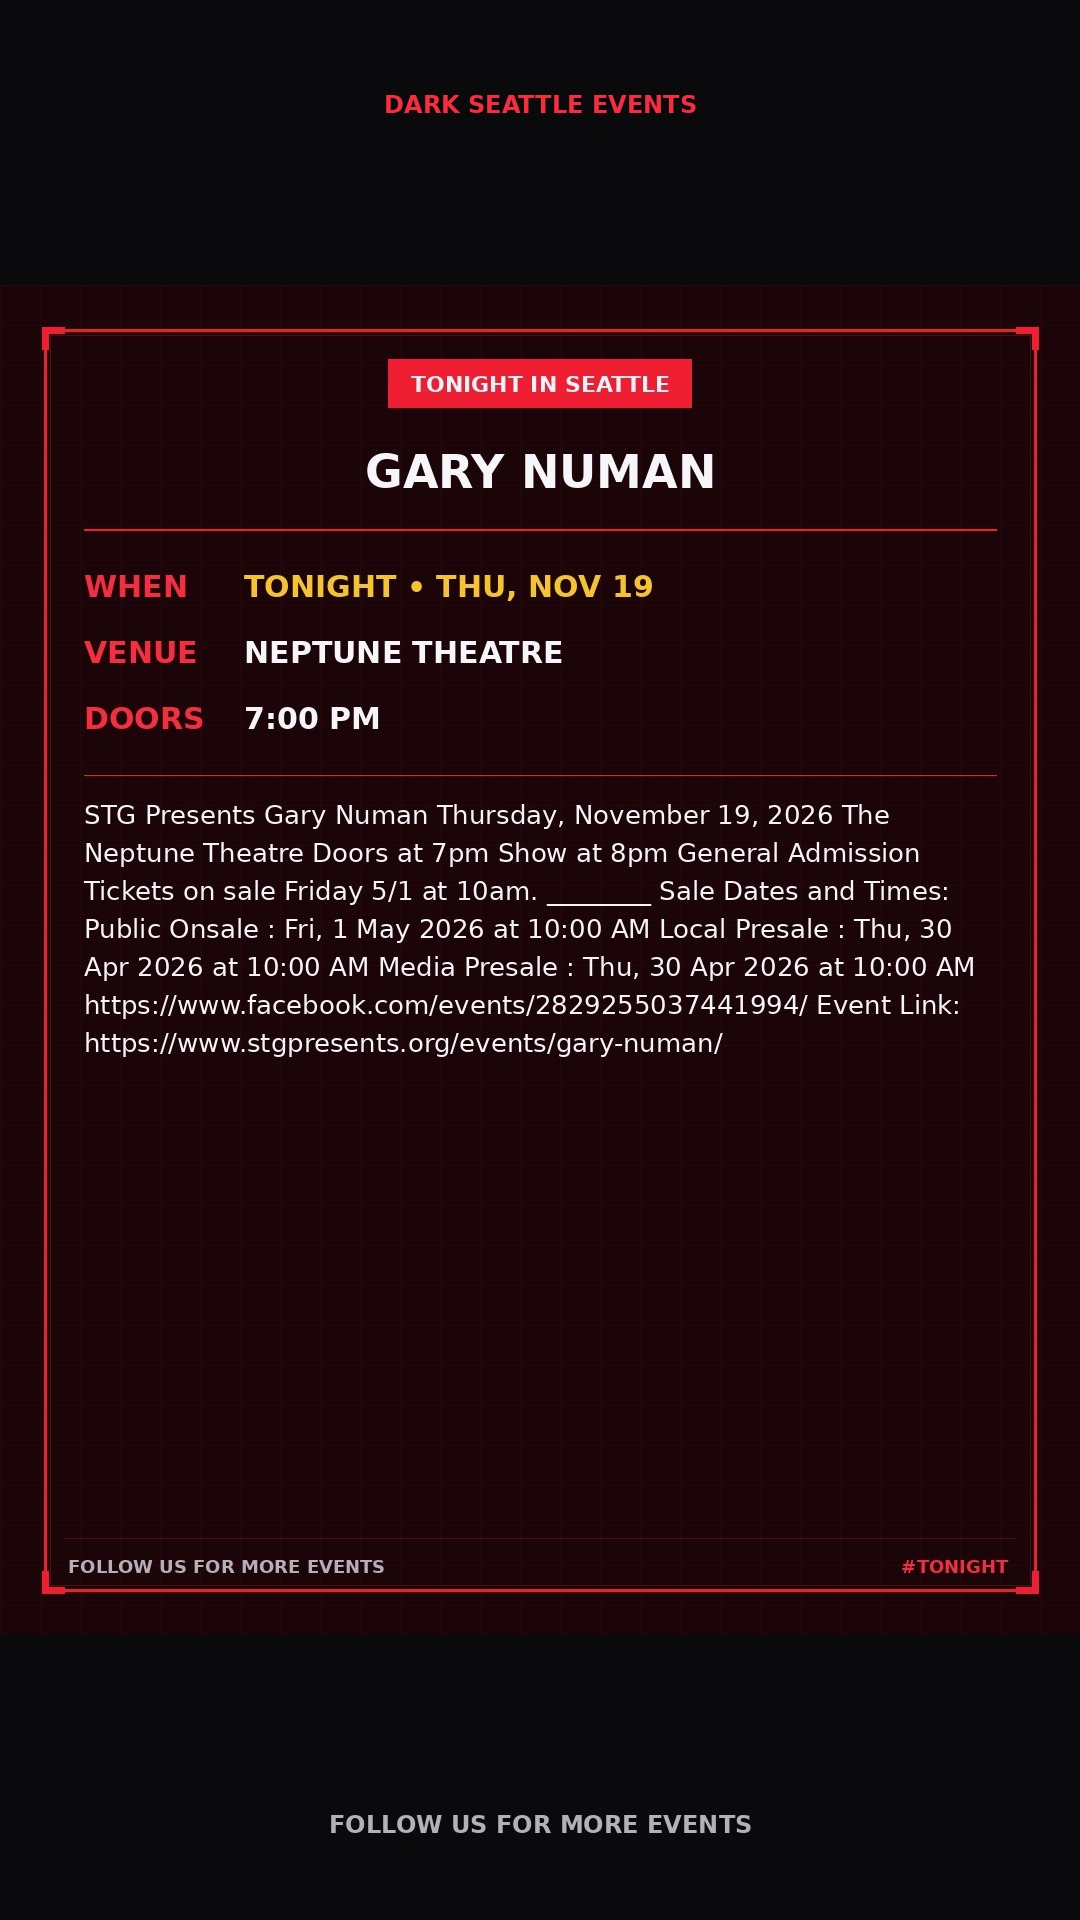 DARK SEATTLE EVENTS
TONIGHT IN SEATTLE
GARY NUMAN
WHEN TONIGHT • THU, NOV 19
VENUE NEPTUNE THEATRE
DOORS 7:00 PM
STG Presents Gary Numan Thursday, November 19, 2026 The
Neptune Theatre Doors at 7pm Show at 8pm General Admission
Tickets on sale Friday 5/1 at 10am. ________ Sale Dates and Times:
Public Onsale : Fri, 1 May 2026 at 10:00 AM Local Presale : Thu, 30
Apr 2026 at 10:00 AM Media Presale : Thu, 30 Apr 2026 at 10:00 AM
https://www.facebook.com/events/2829255037441994/ Event Link:
https://www.stgpresents.org/events/gary-numan/
FOLLOW US FOR MORE EVENTS #TONIGHT
FOLLOW US FOR MORE EVENTS